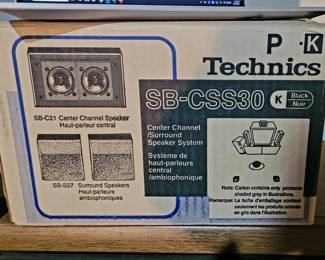 P·K
Technics
SB-CSS30
K
Black
Noir
SB-C21 Center Channel Speaker
Haut-parleur central
SB-S27 Surround Speakers
Haut-parleurs
ambiophoniques
Center Channel
/Surround
Speaker System
Système de
haut-parleurs
central
/ambiophonique
Note: Carton contains only products
shaded grey in illustrations.
Remarque: La boîte d'emballage contient
seulement les produits ombrés
en gris dans l'illustration.